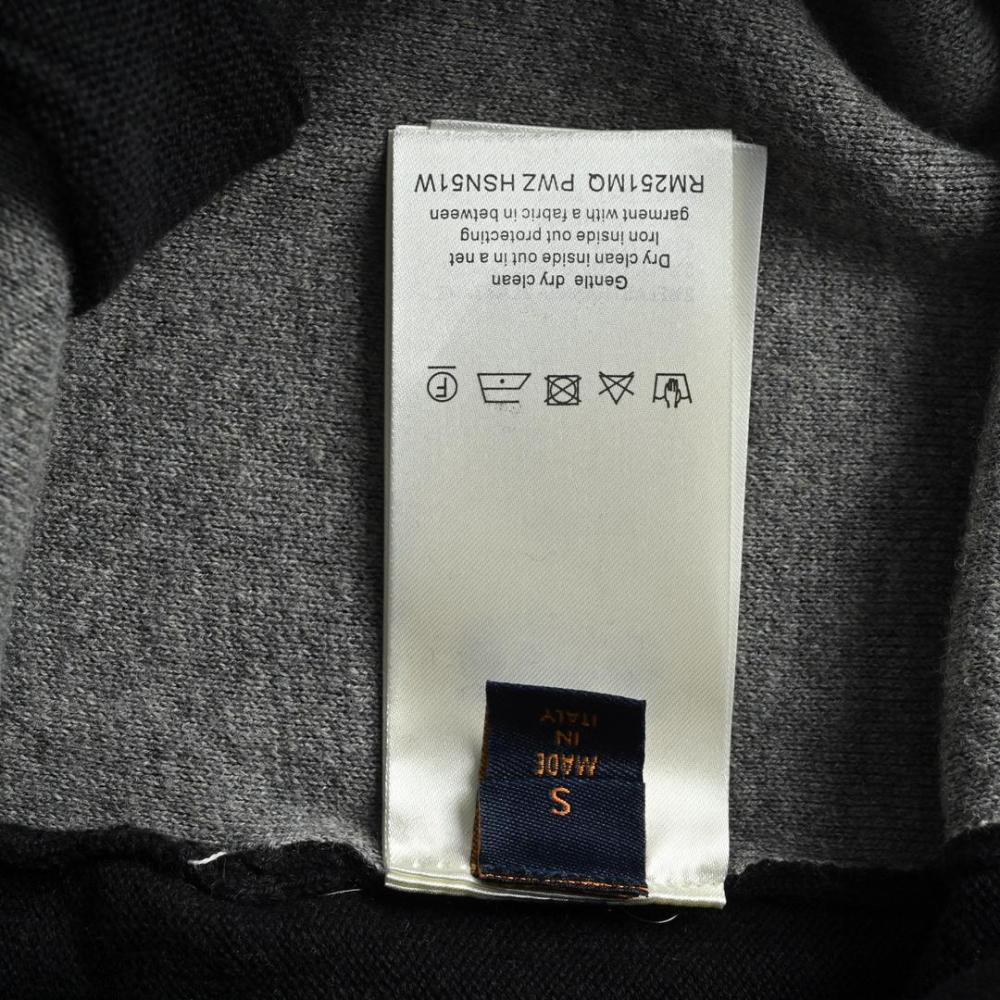 S
MADE
IN
ITALY
Gentle dry clean
Dry clean inside out in a net
Iron inside out protecting
garment with a fabric in between
RM251MQ PWZ HSN51W